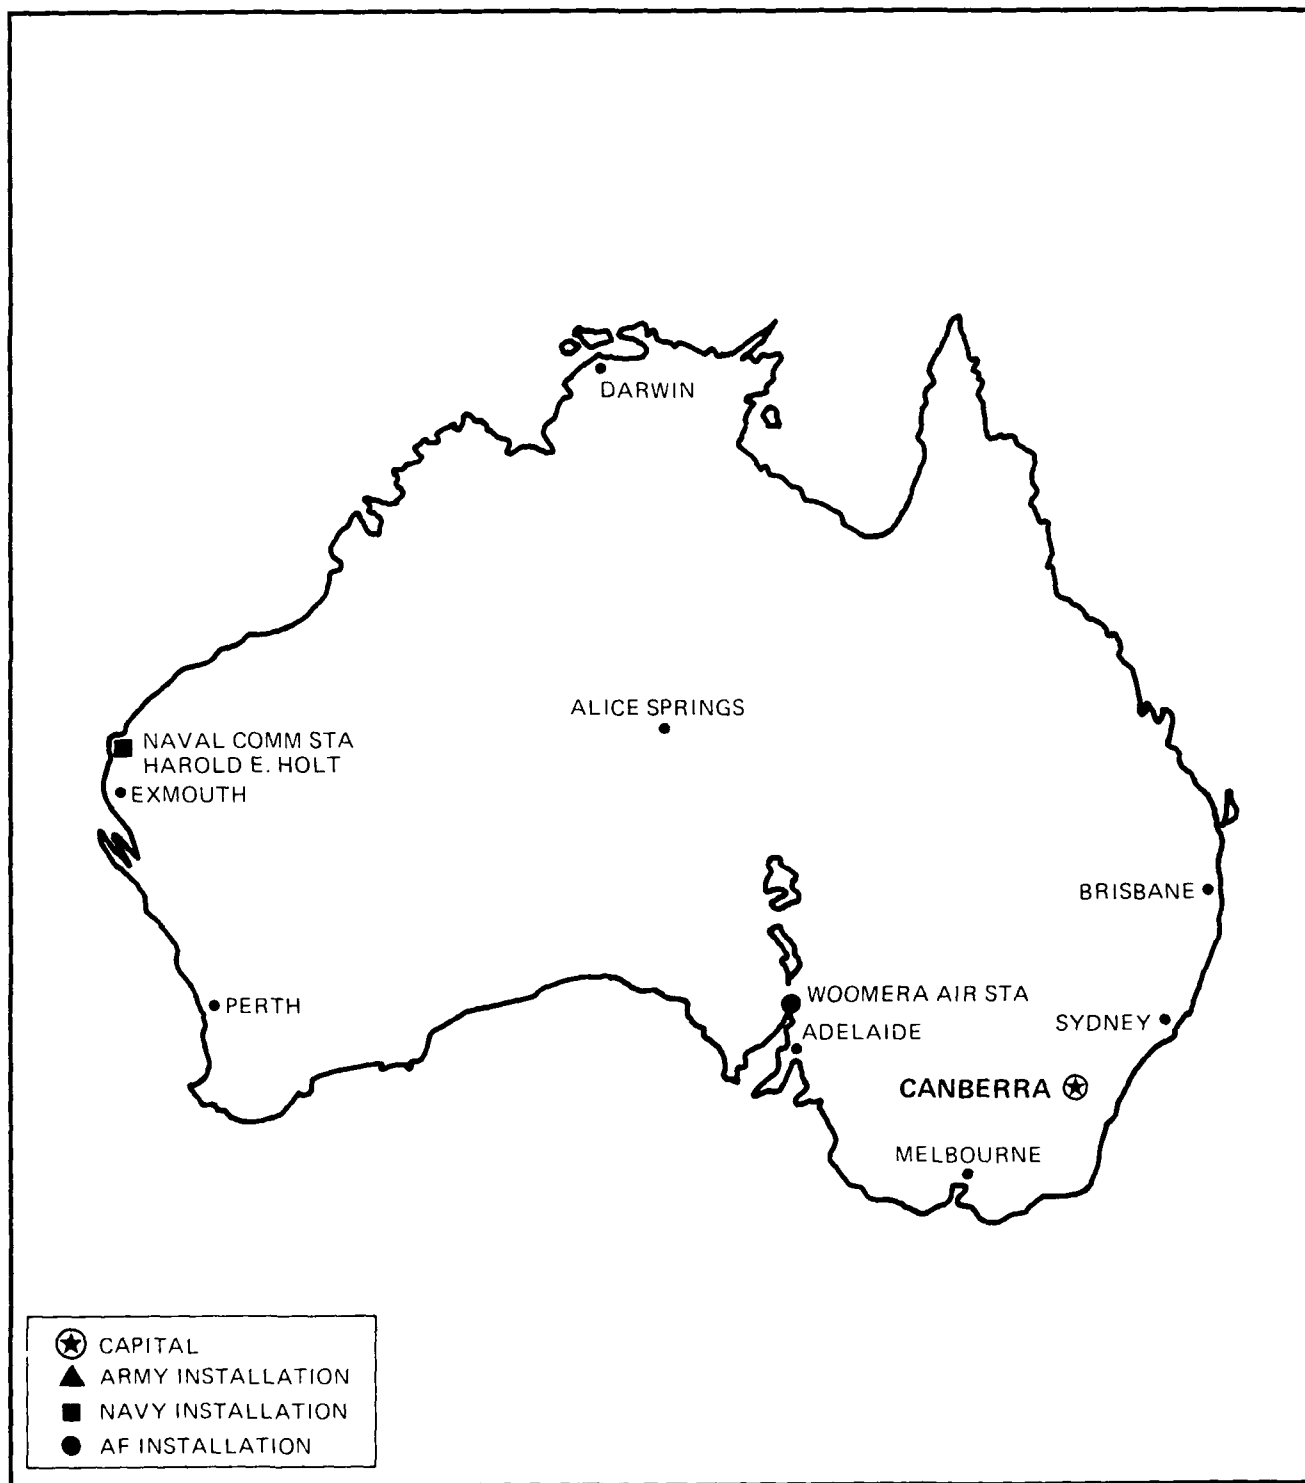 DARWIN
ALICE SPRINGS
NAVAL COMM STA
HAROLD E. HOLT
EXMOUTH
BRISBANE
PERTH
WOOMERA AIR STA
SYDNEY
ADELAIDE
CANBERRA
MELBOURNE
CAPITAL
ARMY INSTALLATION
NAVY INSTALLATION
AF INSTALLATION